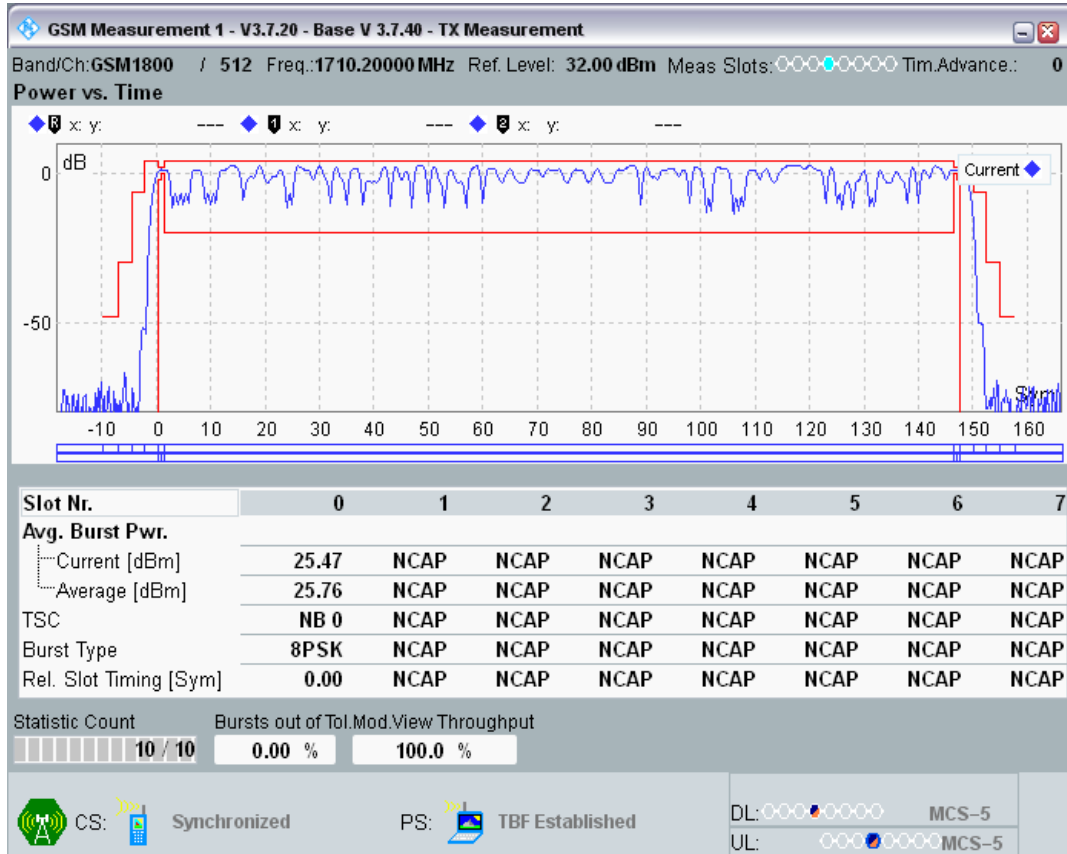 GSM Measurement 1 - V3.7.20 - Base V 3.7.40 - TX Measurement
Band/Ch:GSM1800 / 512 Freq.:1710.20000 MHz Ref. Level: 32.00 dBm Meas Slots: Tim.Advance.: 0
Power vs. Time
R x: y: --- 1 x: y: --- 2 x: y: ---
dB
Current
0
-50
Sym
-10 0 10 20 30 40 50 60 70 80 90 100 110 120 130 140 150 160
Slot Nr. 0 1 2 3 4 5 6 7
Avg. Burst Pwr.
Current [dBm] 25.47 NCAP NCAP NCAP NCAP NCAP NCAP NCAP
Average [dBm] 25.76 NCAP NCAP NCAP NCAP NCAP NCAP NCAP
TSC NB 0 NCAP NCAP NCAP NCAP NCAP NCAP NCAP
Burst Type 8PSK NCAP NCAP NCAP NCAP NCAP NCAP NCAP
Rel. Slot Timing [Sym] 0.00 NCAP NCAP NCAP NCAP NCAP NCAP NCAP
Statistic Count Bursts out of Tol. Mod.View Throughput
10 / 10 0.00 % 100.0 %
CS: Synchronized PS: TBF Established DL: MCS-5
UL: MCS-5